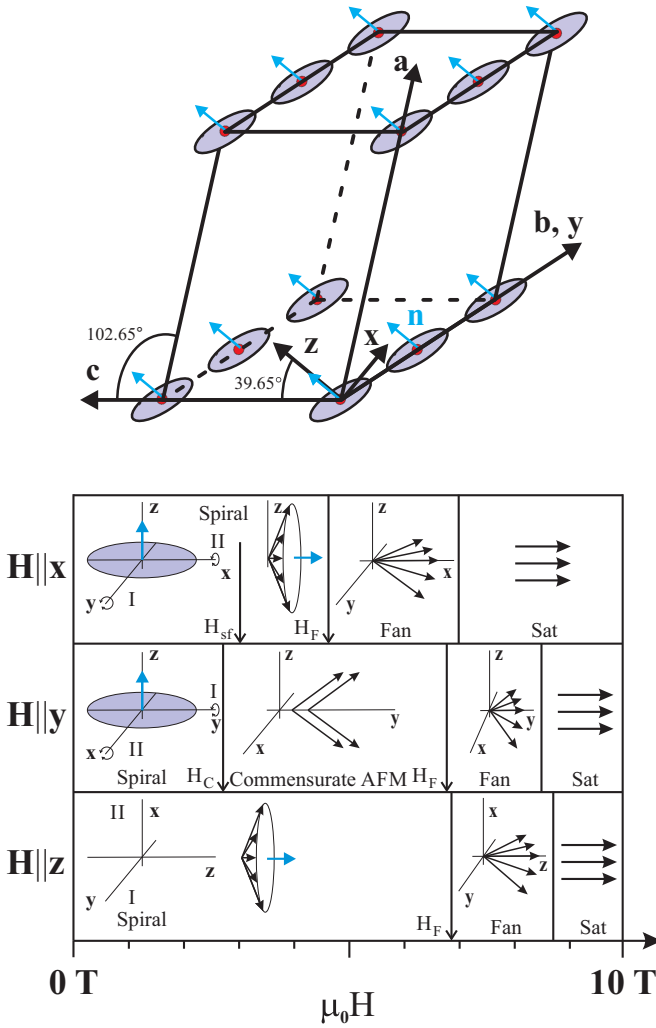 a
b, y
n
102.65°
z
x
c
39.65°
H||x
z
Spiral
II
x
y
I
H_sf
z
H_F
x
y
Fan
Sat
H||y
z
I
y
x
II
Spiral
H_C
z
y
x
Commensurate AFM
H_F
z
y
x
Fan
Sat
H||z
II
x
z
y
I
Spiral
H_F
x
z
y
Fan
Sat
0 T
10 T
μ₀H